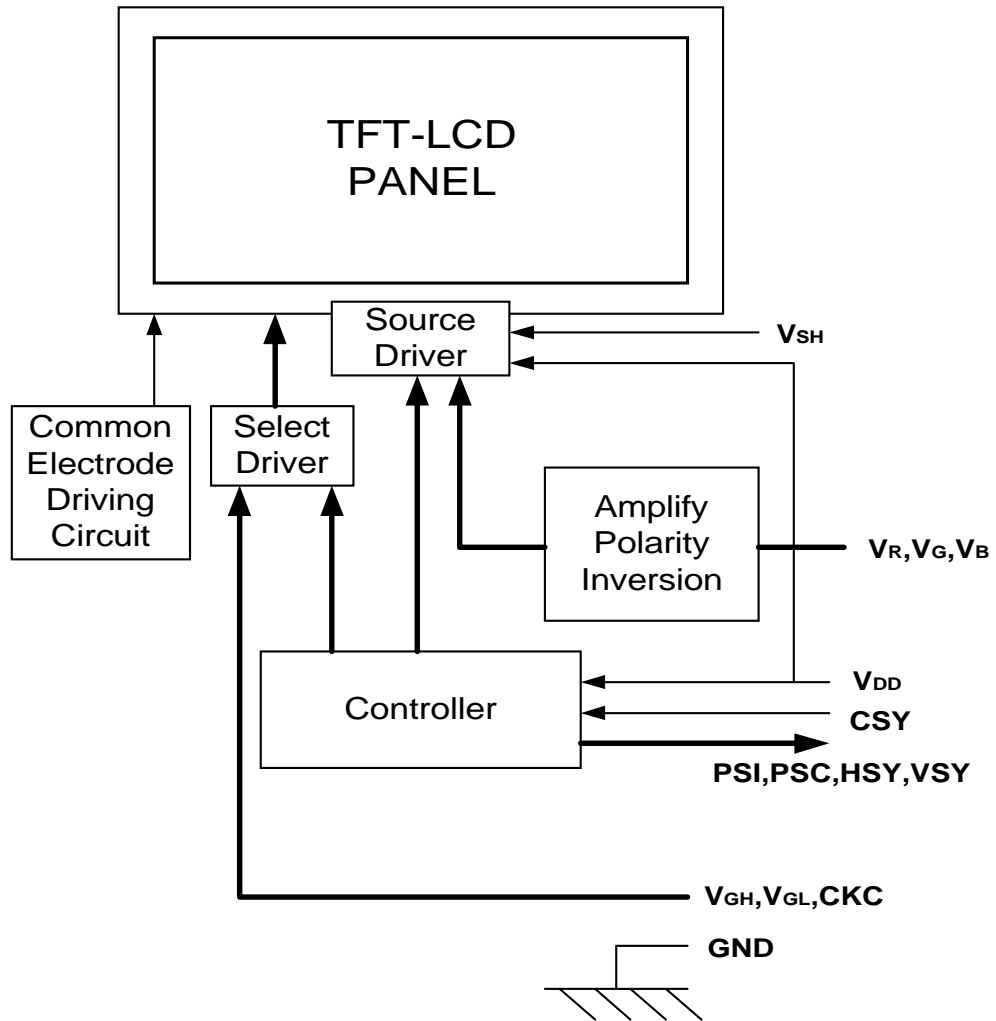 TFT-LCD
PANEL
Source
Driver
VSH
Common
Electrode
Driving
Circuit
Select
Driver
Amplify
Polarity
Inversion
VR,VG,VB
Controller
VDD
CSY
PSI,PSC,HSY,VSY
VGH,VGL,CKC
GND